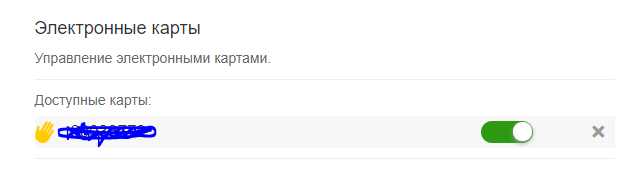 Электронные карты
Управление электронными картами.
Доступные карты: